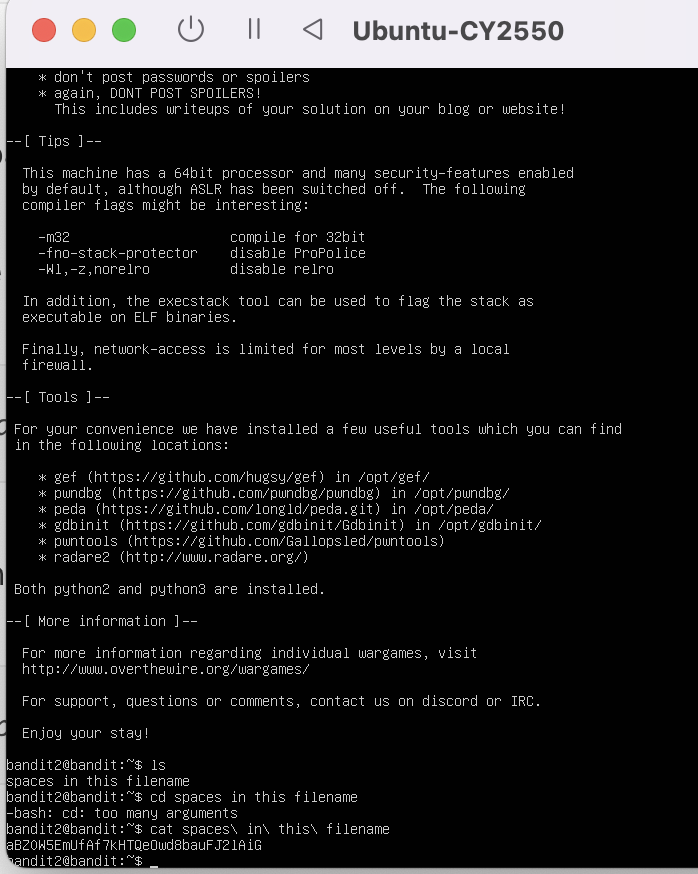 Ubuntu-CY2550
* don't post passwords or spoilers
* again, DONT POST SPOILERS!
This includes writeups of your solution on your blog or website!
--[ Tips ]--
This machine has a 64bit processor and many security-features enabled
by default, although ASLR has been switched off.  The following
compiler flags might be interesting:
-m32                    compile for 32bit
-fno-stack-protector    disable ProPolice
-Wl,-z,norelro          disable relro
In addition, the execstack tool can be used to flag the stack as
executable on ELF binaries.
Finally, network-access is limited for most levels by a local
firewall.
--[ Tools ]--
For your convenience we have installed a few useful tools which you can find
in the following locations:
* gef (https://github.com/hugsy/gef) in /opt/gef/
* pwndbg (https://github.com/pwndbg/pwndbg) in /opt/pwndbg/
* peda (https://github.com/longld/peda.git) in /opt/peda/
* gdbinit (https://github.com/gdbinit/Gdbinit) in /opt/gdbinit/
* pwntools (https://github.com/Gallopsled/pwntools)
* radare2 (http://www.radare.org/)
Both python2 and python3 are installed.
--[ More information ]--
For more information regarding individual wargames, visit
http://www.overthewire.org/wargames/
For support, questions or comments, contact us on discord or IRC.
Enjoy your stay!
bandit2@bandit:~$ ls
spaces in this filename
bandit2@bandit:~$ cd spaces in this filename
-bash: cd: too many arguments
bandit2@bandit:~$ cat spaces\ in\ this\ filename
aBZ0W5EmUfAf7kHTQeOwd8bauFJ2lAiG
bandit2@bandit:~$ _